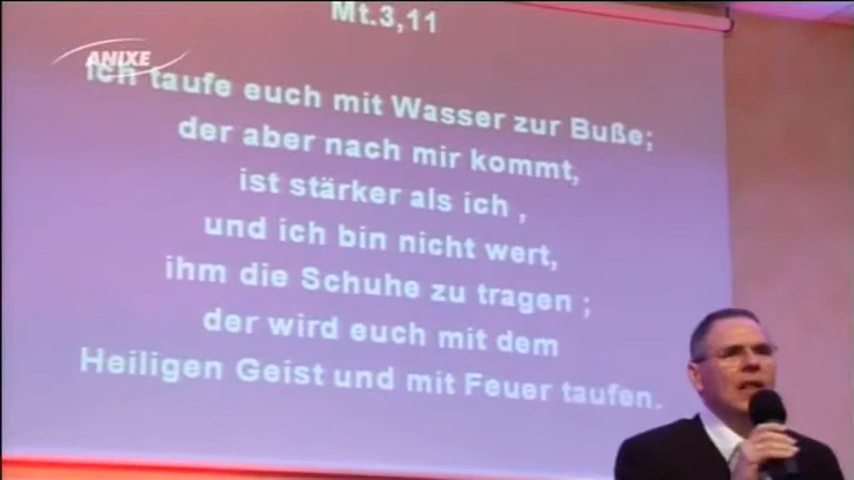 Mt.3,11
ANIXE
Ich taufe euch mit Wasser zur Buße;
der aber nach mir kommt,
ist stärker als ich ,
und ich bin nicht wert,
ihm die Schuhe zu tragen ;
der wird euch mit dem
Heiligen Geist und mit Feuer taufen.